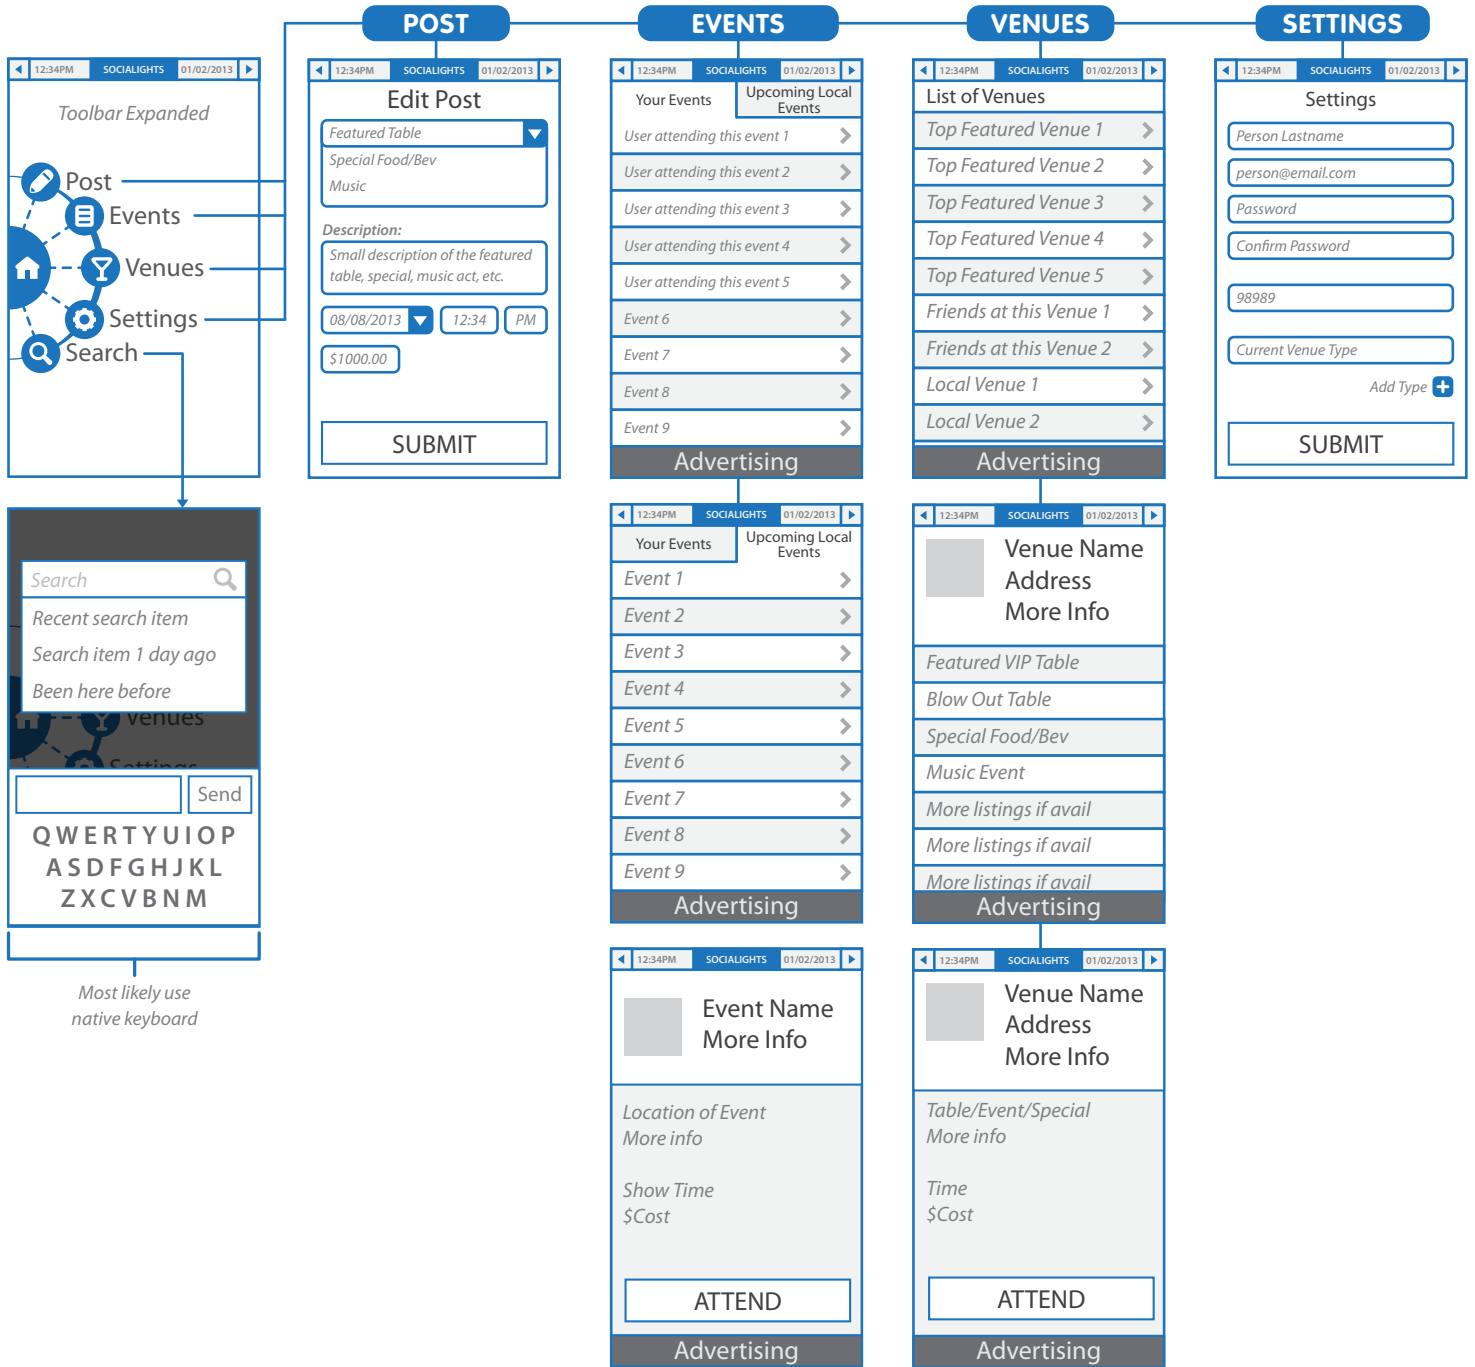 POST
EVENTS
VENUES
SETTINGS
12:34PM SOCIALIGHTS 01/02/2013
Toolbar Expanded
Post
Events
Venues
Settings
Search
12:34PM SOCIALIGHTS 01/02/2013
Edit Post
Featured Table
Special Food/Bev
Music
Description:
Small description of the featured
table, special, music act, etc.
08/08/2013 12:34 PM
$1000.00
SUBMIT
12:34PM SOCIALIGHTS 01/02/2013
Your Events
Upcoming Local
Events
User attending this event 1
User attending this event 2
User attending this event 3
User attending this event 4
User attending this event 5
Event 6
Event 7
Event 8
Event 9
Advertising
12:34PM SOCIALIGHTS 01/02/2013
List of Venues
Top Featured Venue 1
Top Featured Venue 2
Top Featured Venue 3
Top Featured Venue 4
Top Featured Venue 5
Friends at this Venue 1
Friends at this Venue 2
Local Venue 1
Local Venue 2
Advertising
12:34PM SOCIALIGHTS 01/02/2013
Settings
Person Lastname
person@email.com
Password
Confirm Password
98989
Current Venue Type
Add Type
SUBMIT
Search
Recent search item
Search item 1 day ago
Been here before
Venues
Settings
Send
QWERTYUIOP
ASDFGHJKL
ZXCVBNM
Most likely use
native keyboard
12:34PM SOCIALIGHTS 01/02/2013
Your Events
Upcoming Local
Events
Event 1
Event 2
Event 3
Event 4
Event 5
Event 6
Event 7
Event 8
Event 9
Advertising
12:34PM SOCIALIGHTS 01/02/2013
Venue Name
Address
More Info
Featured VIP Table
Blow Out Table
Special Food/Bev
Music Event
More listings if avail
More listings if avail
More listings if avail
Advertising
12:34PM SOCIALIGHTS 01/02/2013
Event Name
More Info
Location of Event
More info
Show Time
$Cost
ATTEND
Advertising
12:34PM SOCIALIGHTS 01/02/2013
Venue Name
Address
More Info
Table/Event/Special
More info
Time
$Cost
ATTEND
Advertising